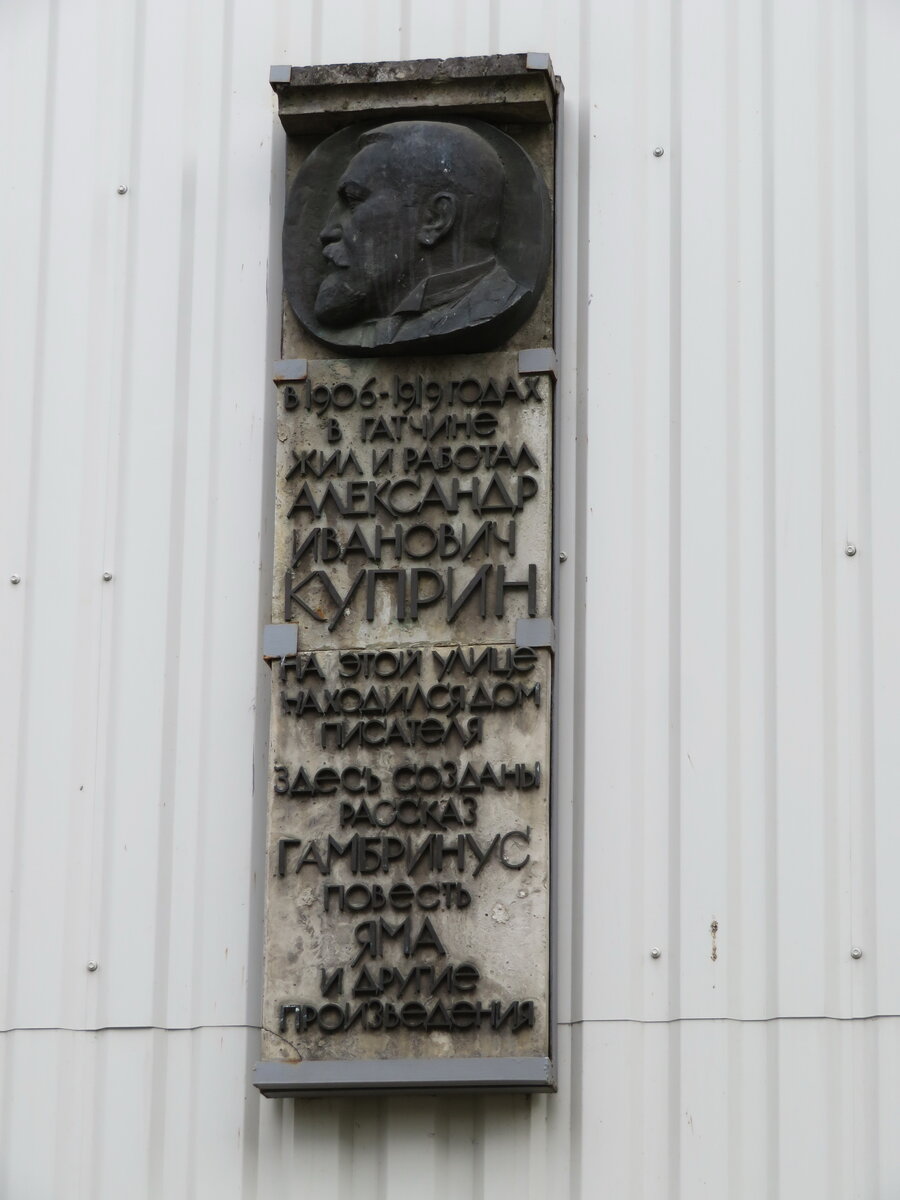 В 1906-1919 ГОДАХ
В ГАТЧИНЕ
ЖИЛ И РАБОТАЛ
АЛЕКСАНДР
ИВАНОВИЧ
КУПРИН
НА ЭТОЙ УЛИЦЕ
НАХОДИЛСЯ ДОМ
ПИСАТЕЛЯ
ЗДЕСЬ СОЗДАНЫ
РАССКАЗ
ГАМБРИНУС
ПОВЕСТЬ
ЯМА
И ДРУГИЕ
ПРОИЗВЕДЕНИЯ